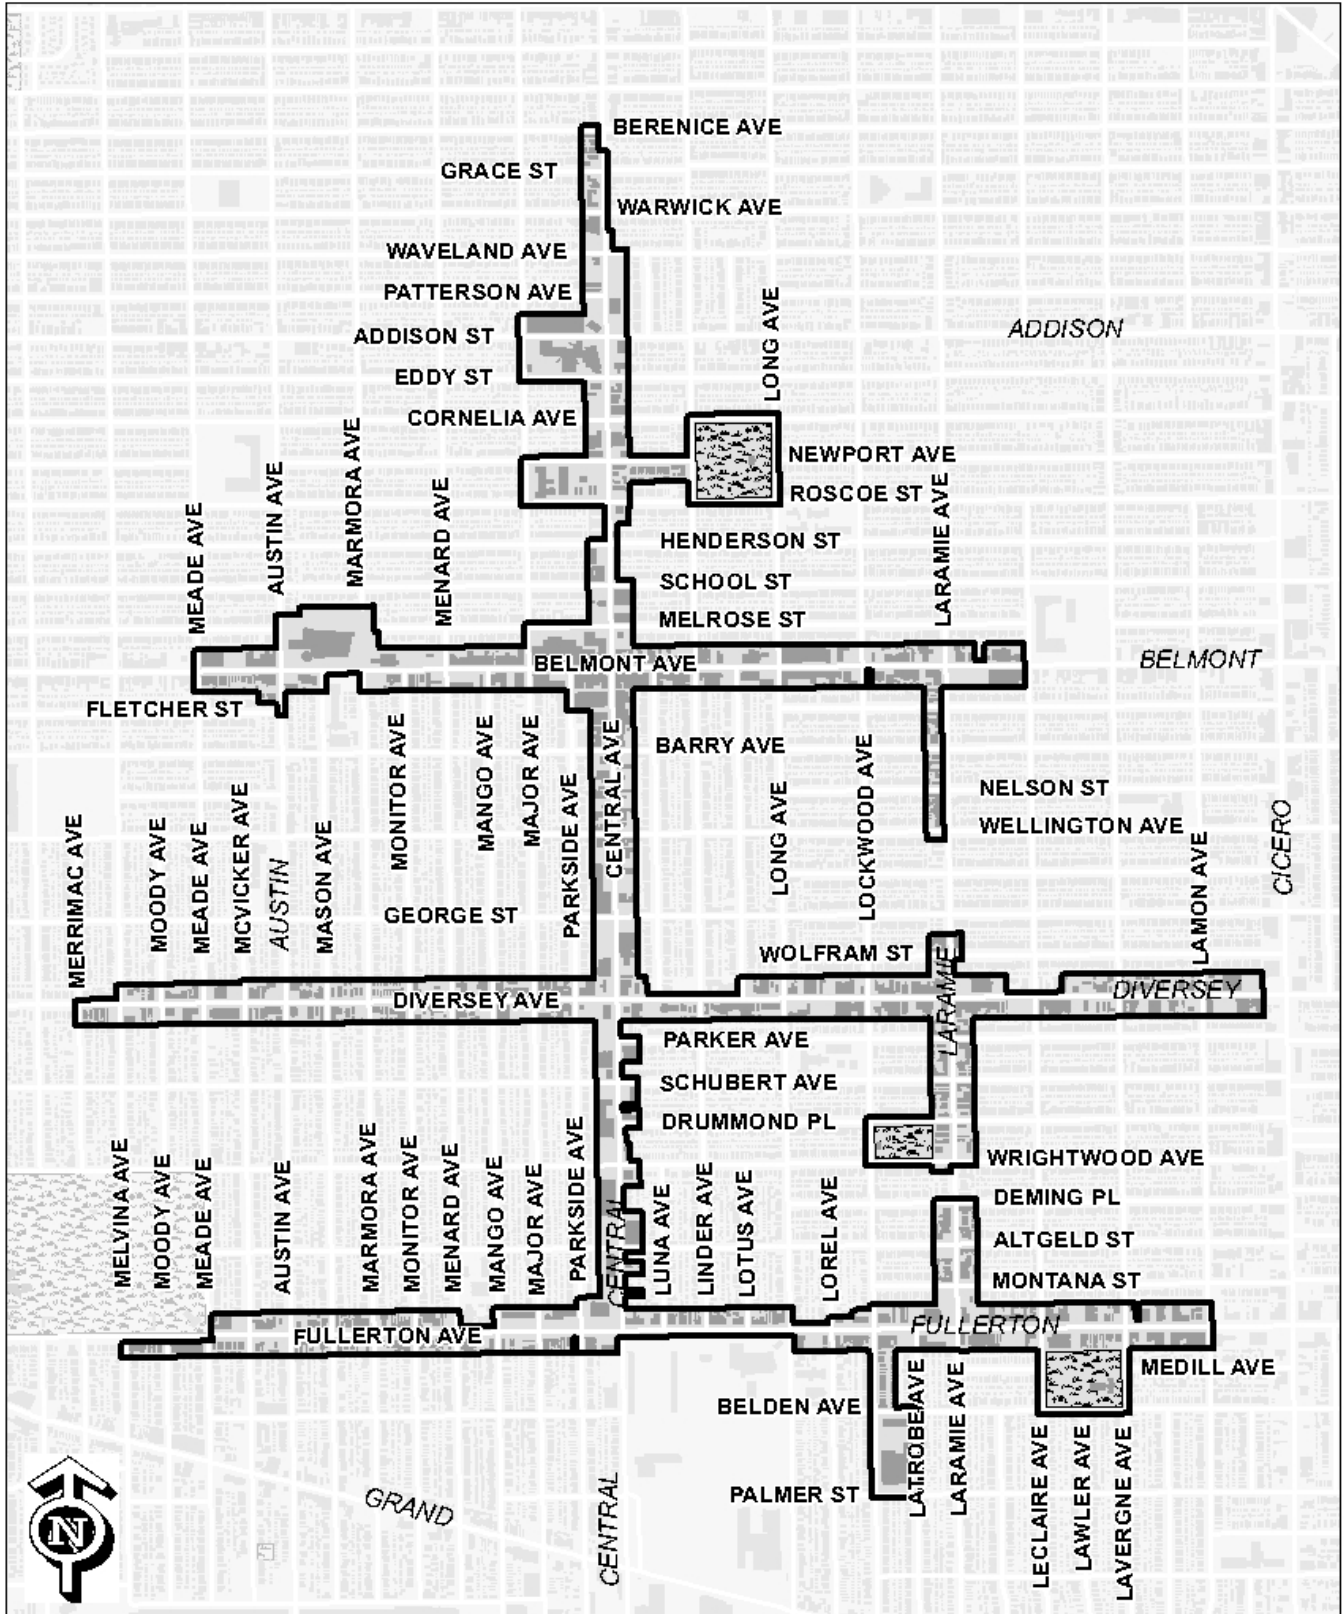 BERENICE AVE
GRACE ST
WARWICK AVE
WAVELAND AVE
PATTERSON AVE
LONG AVE
ADDISON ST
ADDISON
EDDY ST
CORNELIA AVE
NEWPORT AVE
ROSCOE ST
MEADE AVE
AUSTIN AVE
MARMORA AVE
MENARD AVE
LARAMIE AVE
HENDERSON ST
SCHOOL ST
MELROSE ST
BELMONT AVE
BELMONT
FLETCHER ST
BARRY AVE
MERRIMAC AVE
MOODY AVE
MEADE AVE
MCVICKER AVE
AUSTIN
MASON AVE
MONITOR AVE
MANGO AVE
MAJOR AVE
PARKSIDE AVE
CENTRAL AVE
LONG AVE
LOCKWOOD AVE
NELSON ST
WELLINGTON AVE
LAMON AVE
CICERO
GEORGE ST
WOLFRAM ST
LARAMIE
DIVERSEY AVE
DIVERSEY
PARKER AVE
SCHUBERT AVE
DRUMMOND PL
WRIGHTWOOD AVE
DEMING PL
ALTGELD ST
MONTANA ST
MELVINA AVE
MOODY AVE
MEADE AVE
AUSTIN AVE
MARMORA AVE
MONITOR AVE
MENARD AVE
MANGO AVE
MAJOR AVE
PARKSIDE AVE
CENTRAL
LUNA AVE
LINDER AVE
LOTUS AVE
LOREL AVE
FULLERTON AVE
FULLERTON
MEDILL AVE
BELDEN AVE
PALMER ST
LATROBE AVE
LARAMIE AVE
LECLAIRE AVE
LAWLER AVE
LAVERGNE AVE
GRAND
CENTRAL
N